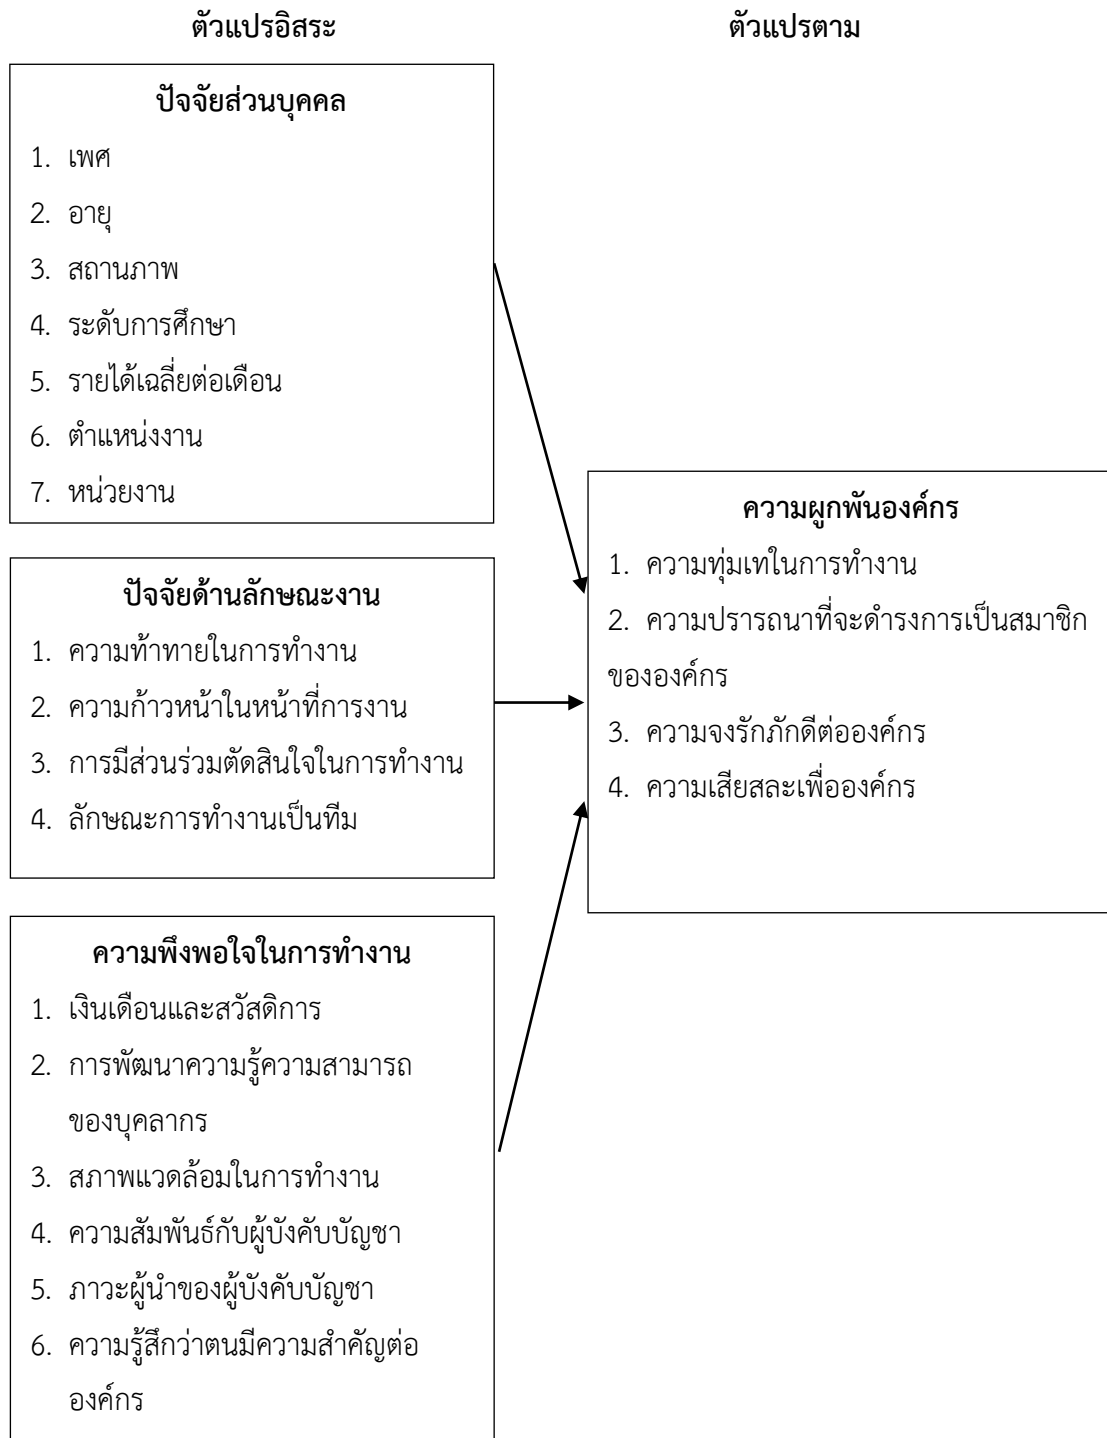 ตัวแปรอิสระ
ตัวแปรตาม
ปัจจัยส่วนบุคคล
1. เพศ
2. อายุ
3. สถานภาพ
4. ระดับการศึกษา
5. รายได้เฉลี่ยต่อเดือน
6. ตำแหน่งงาน
7. หน่วยงาน
ปัจจัยด้านลักษณะงาน
1. ความท้าทายในการทำงาน
2. ความก้าวหน้าในหน้าที่การงาน
3. การมีส่วนร่วมตัดสินใจในการทำงาน
4. ลักษณะการทำงานเป็นทีม
ความพึงพอใจในการทำงาน
1. เงินเดือนและสวัสดิการ
2. การพัฒนาความรู้ความสามารถ
ของบุคลากร
3. สภาพแวดล้อมในการทำงาน
4. ความสัมพันธ์กับผู้บังคับบัญชา
5. ภาวะผู้นำของผู้บังคับบัญชา
6. ความรู้สึกว่าตนมีความสำคัญต่อ
องค์กร
ความผูกพันองค์กร
1. ความทุ่มเทในการทำงาน
2. ความปรารถนาที่จะดำรงการเป็นสมาชิก
ขององค์กร
3. ความจงรักภักดีต่อองค์กร
4. ความเสียสละเพื่อองค์กร